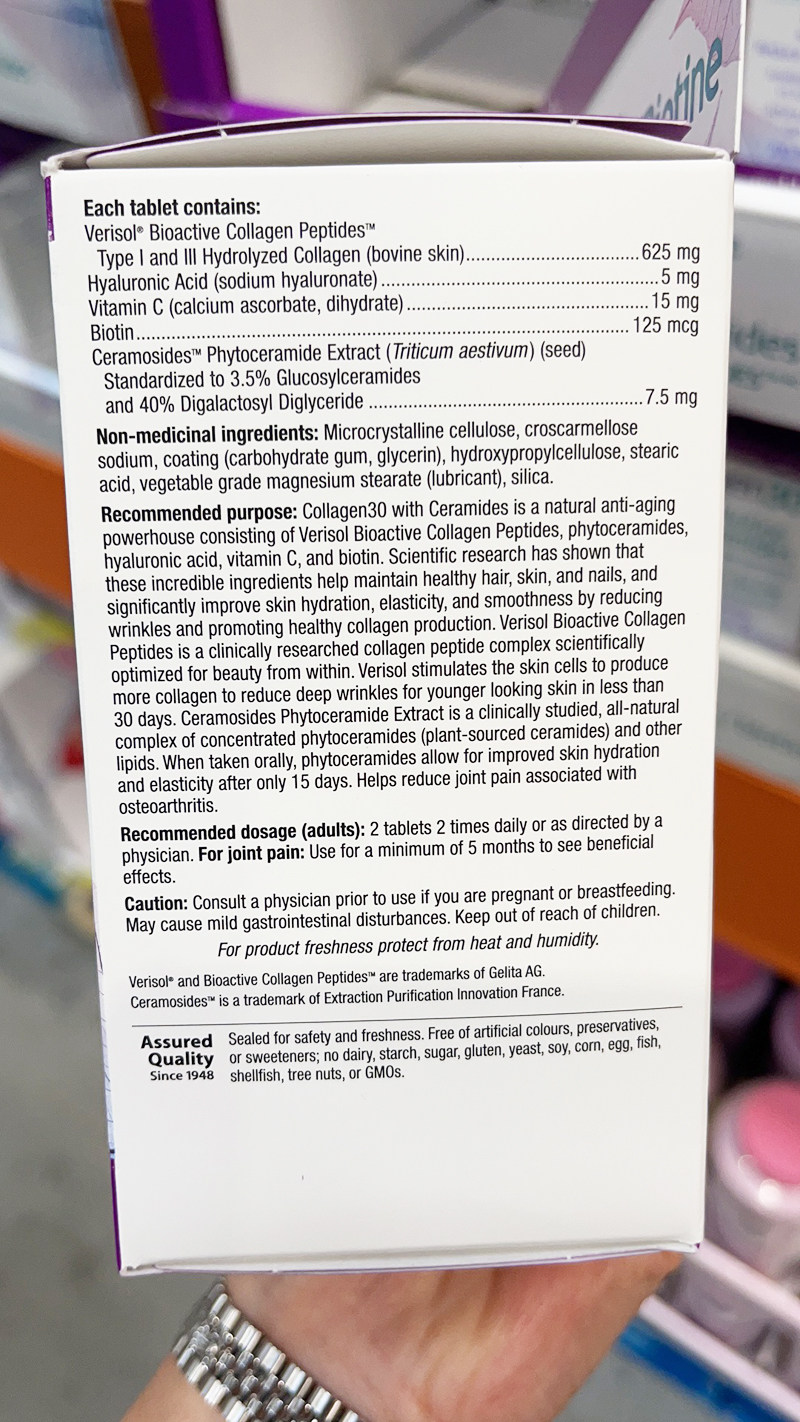 iotine
Each tablet contains:
Verisol® Bioactive Collagen Peptides™
Type I and III Hydrolyzed Collagen (bovine skin)..................................625 mg
Hyaluronic Acid (sodium hyaluronate).......................................................5 mg
Vitamin C (calcium ascorbate, dihydrate)................................................15 mg
Biotin.................................................................................................125 mcg
Ceramosides™ Phytoceramide Extract (Triticum aestivum) (seed)
Standardized to 3.5% Glucosylceramides
and 40% Digalactosyl Diglyceride ......................................................7.5 mg
Non-medicinal ingredients: Microcrystalline cellulose, croscarmellose
sodium, coating (carbohydrate gum, glycerin), hydroxypropylcellulose, stearic
acid, vegetable grade magnesium stearate (lubricant), silica.
Recommended purpose: Collagen30 with Ceramides is a natural anti-aging
powerhouse consisting of Verisol Bioactive Collagen Peptides, phytoceramides,
hyaluronic acid, vitamin C, and biotin. Scientific research has shown that
these incredible ingredients help maintain healthy hair, skin, and nails, and
significantly improve skin hydration, elasticity, and smoothness by reducing
wrinkles and promoting healthy collagen production. Verisol Bioactive Collagen
Peptides is a clinically researched collagen peptide complex scientifically
optimized for beauty from within. Verisol stimulates the skin cells to produce
more collagen to reduce deep wrinkles for younger looking skin in less than
30 days. Ceramosides Phytoceramide Extract is a clinically studied, all-natural
complex of concentrated phytoceramides (plant-sourced ceramides) and other
lipids. When taken orally, phytoceramides allow for improved skin hydration
and elasticity after only 15 days. Helps reduce joint pain associated with
osteoarthritis.
Recommended dosage (adults): 2 tablets 2 times daily or as directed by a
physician. For joint pain: Use for a minimum of 5 months to see beneficial
effects.
Caution: Consult a physician prior to use if you are pregnant or breastfeeding.
May cause mild gastrointestinal disturbances. Keep out of reach of children.
For product freshness protect from heat and humidity.
Verisol® and Bioactive Collagen Peptides™ are trademarks of Gelita AG.
Ceramosides™ is a trademark of Extraction Purification Innovation France.
Assured
Quality
Since 1948
Sealed for safety and freshness. Free of artificial colours, preservatives,
or sweeteners; no dairy, starch, sugar, gluten, yeast, soy, corn, egg, fish,
shellfish, tree nuts, or GMOs.